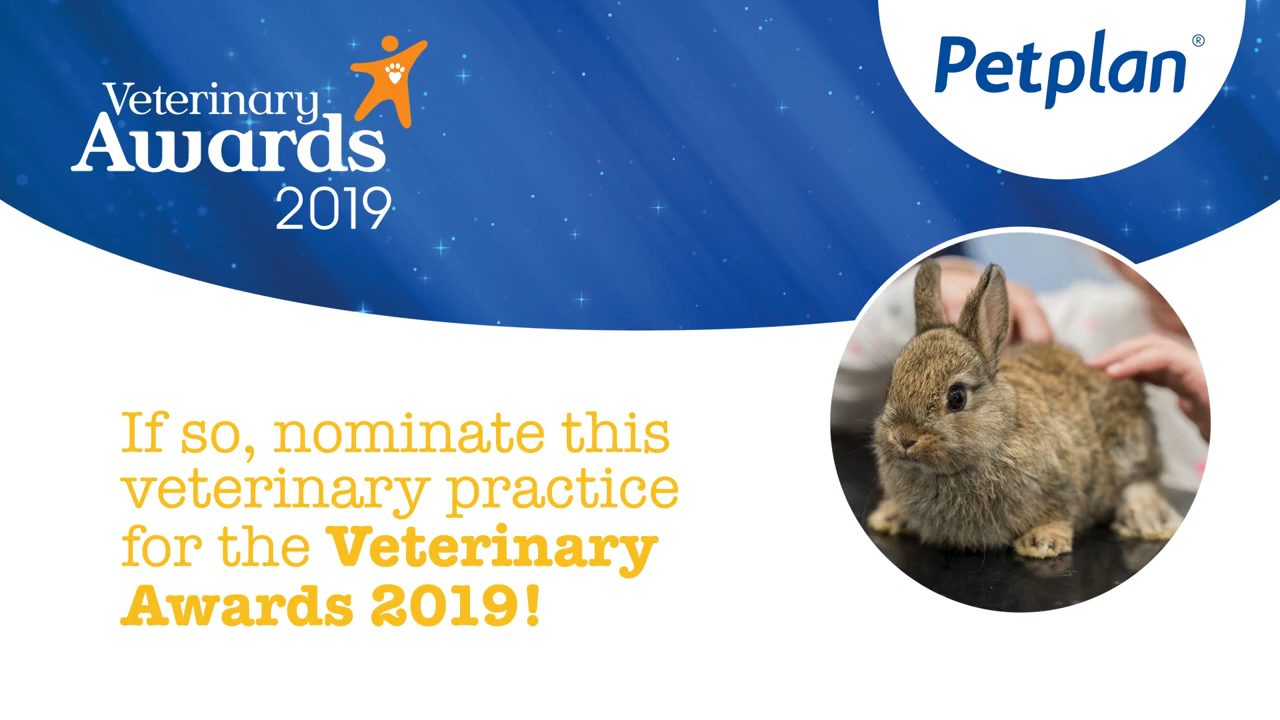 Veterinary
Awards
2019
Petplan®
If so, nominate this
veterinary practice
for the Veterinary
Awards 2019!